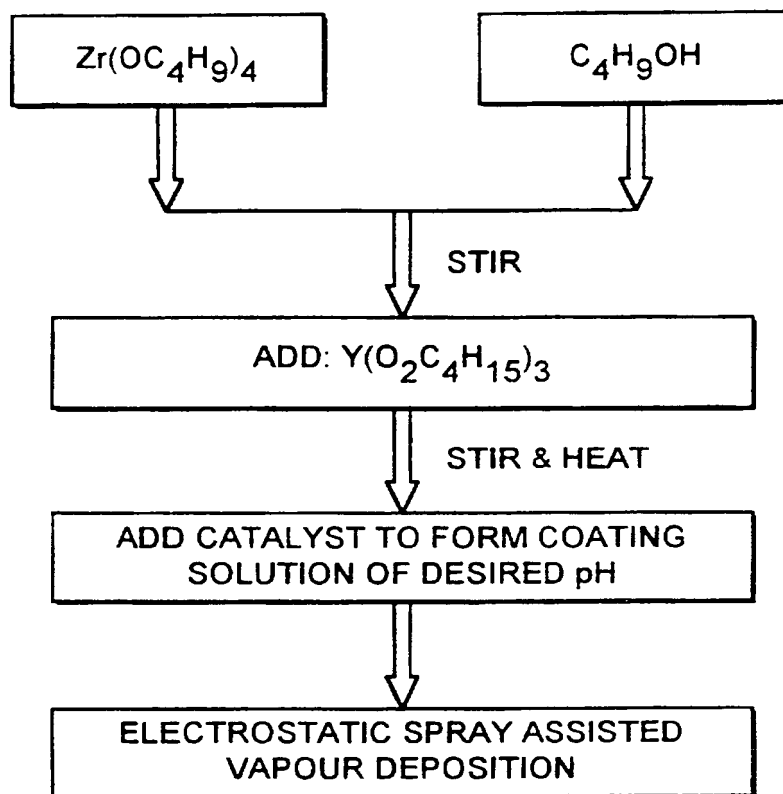 Zr(OC4H9)4
C4H9OH
STIR
ADD: Y(O2C4H15)3
STIR & HEAT
ADD CATALYST TO FORM COATING
SOLUTION OF DESIRED pH
ELECTROSTATIC SPRAY ASSISTED
VAPOUR DEPOSITION